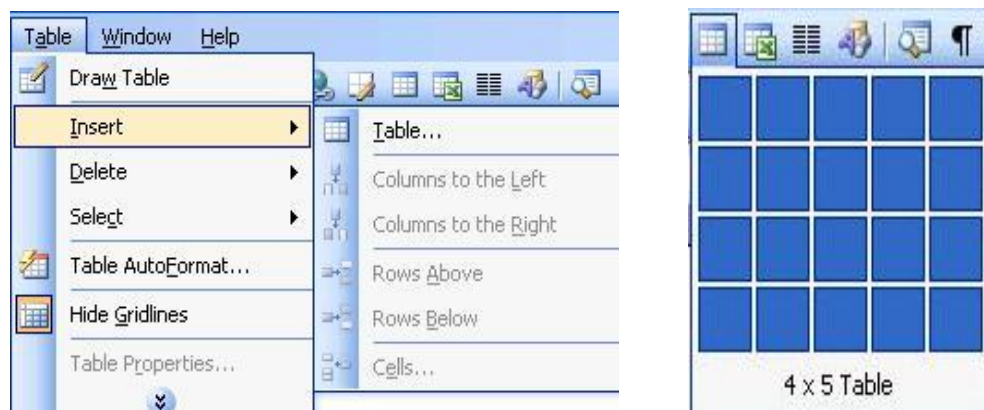 Table Window Help
Draw Table
Insert
Delete
Select
Table AutoFormat...
Hide Gridlines
Table Properties...
Table...
Columns to the Left
Columns to the Right
Rows Above
Rows Below
Cells...
¶
4 x 5 Table